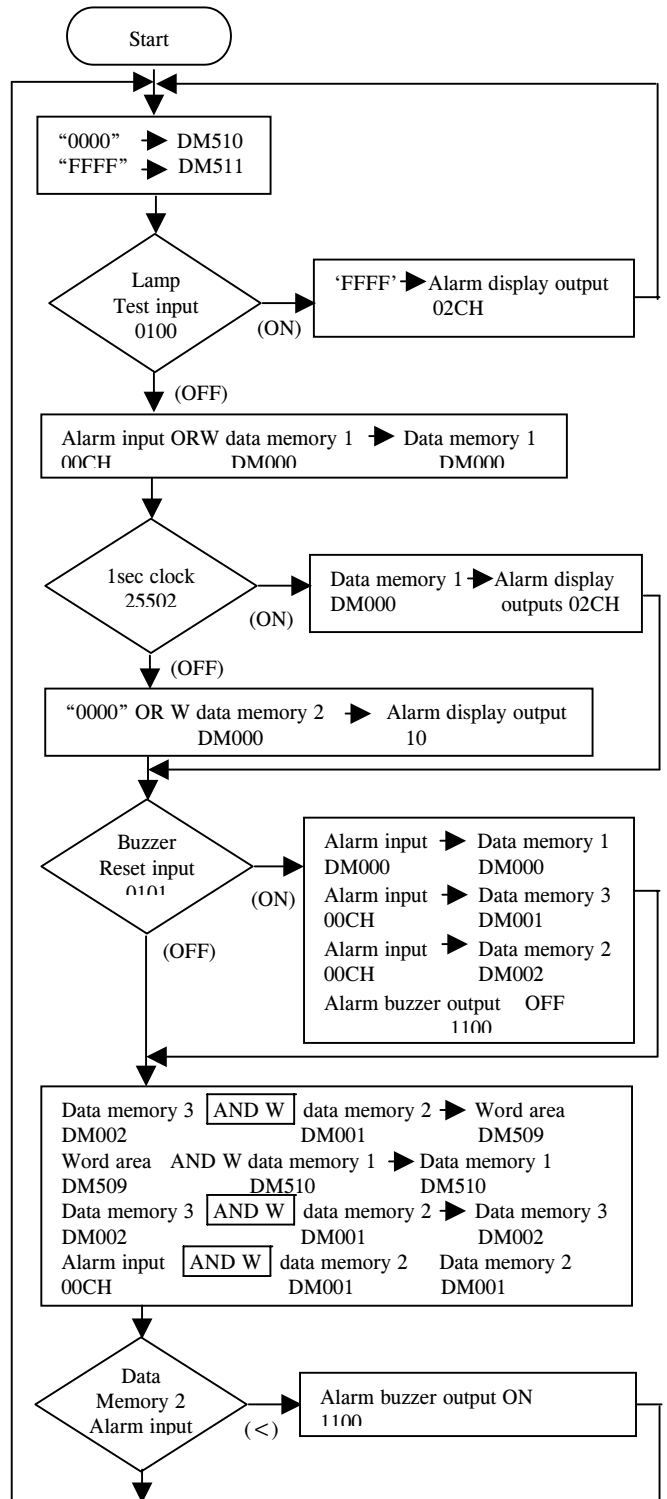 Start
“0000” DM510
“FFFF” DM511
Lamp
Test input
0100
(ON)
‘FFFF’ Alarm display output
02CH
(OFF)
Alarm input ORW data memory 1 Data memory 1
00CH DM000 DM000
1sec clock
25502
(ON)
Data memory 1 Alarm display
DM000 outputs 02CH
(OFF)
“0000” OR W data memory 2 Alarm display output
DM000 10
Buzzer
Reset input
0101
(ON)
Alarm input Data memory 1
DM000 DM000
Alarm input Data memory 3
00CH DM001
Alarm input Data memory 2
00CH DM002
Alarm buzzer output OFF
1100
(OFF)
Data memory 3 AND W data memory 2 Word area
DM002 DM001 DM509
Word area AND W data memory 1 Data memory 1
DM509 DM510 DM510
Data memory 3 AND W data memory 2 Data memory 3
DM002 DM001 DM002
Alarm input AND W data memory 2 Data memory 2
00CH DM001 DM001
Data
Memory 2
Alarm input
(<)
Alarm buzzer output ON
1100